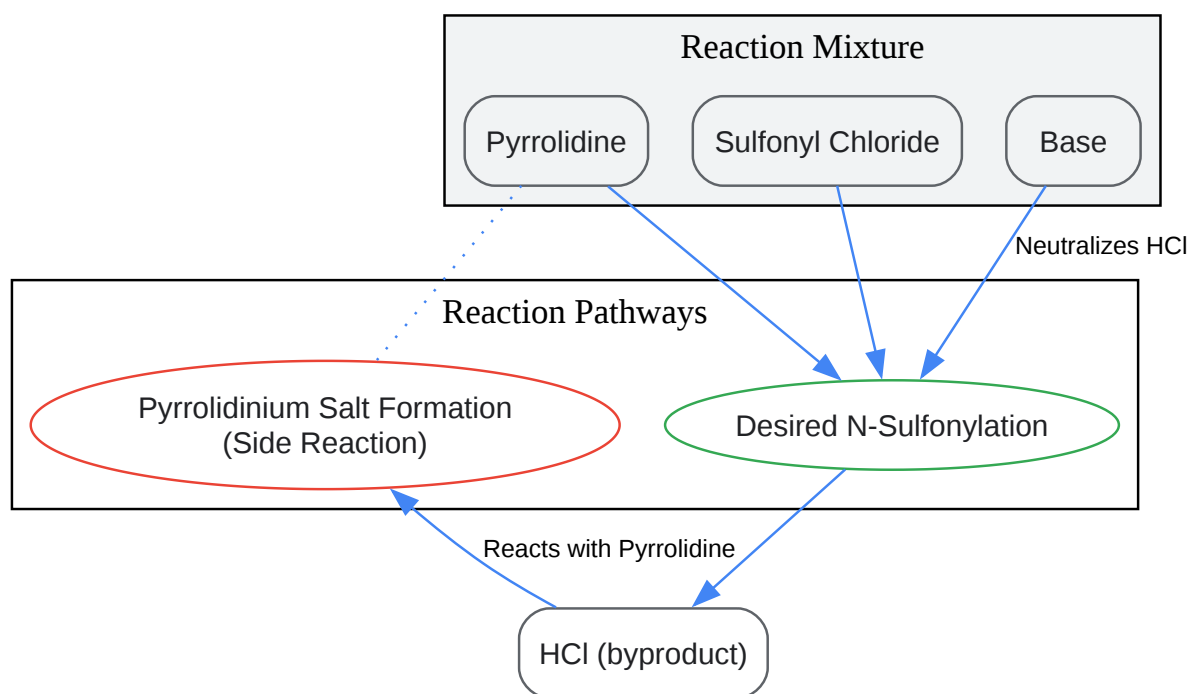 Reaction Mixture
Pyrrolidine
Sulfonyl Chloride
Base
Neutralizes HCl
Reaction Pathways
Pyrrolidinium Salt Formation
(Side Reaction)
Desired N-Sulfonylation
Reacts with Pyrrolidine
HCl (byproduct)